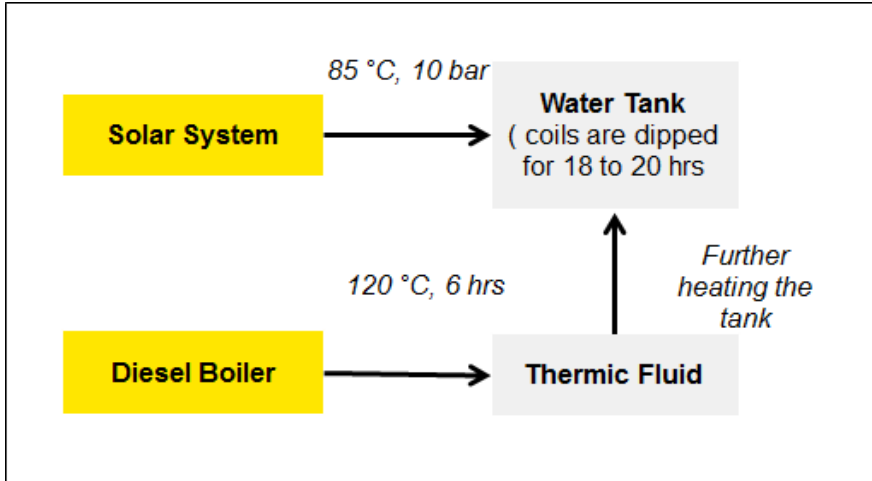 85 °C, 10 bar
Solar System
Water Tank
( coils are dipped
for 18 to 20 hrs
120 °C, 6 hrs
Further
heating the
tank
Diesel Boiler
Thermic Fluid